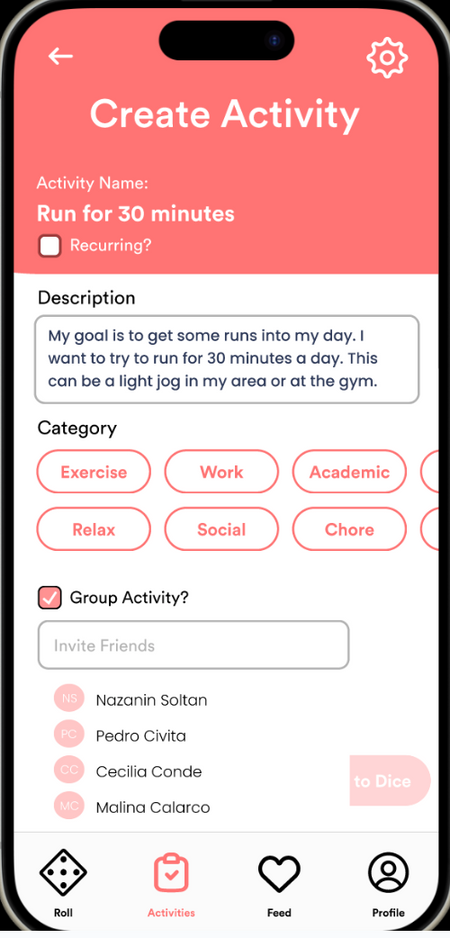 Create Activity
Activity Name:
Run for 30 minutes
Recurring?
Description
My goal is to get some runs into my day. I
want to try to run for 30 minutes a day. This
can be a light jog in my area or at the gym.
Category
Exercise Work Academic
Relax Social Chore
Group Activity?
Invite Friends
NS Nazanin Soltan
PC Pedro Civita
CC Cecilia Conde
to Dice
MC Malina Calarco
Roll Activities Feed Profile